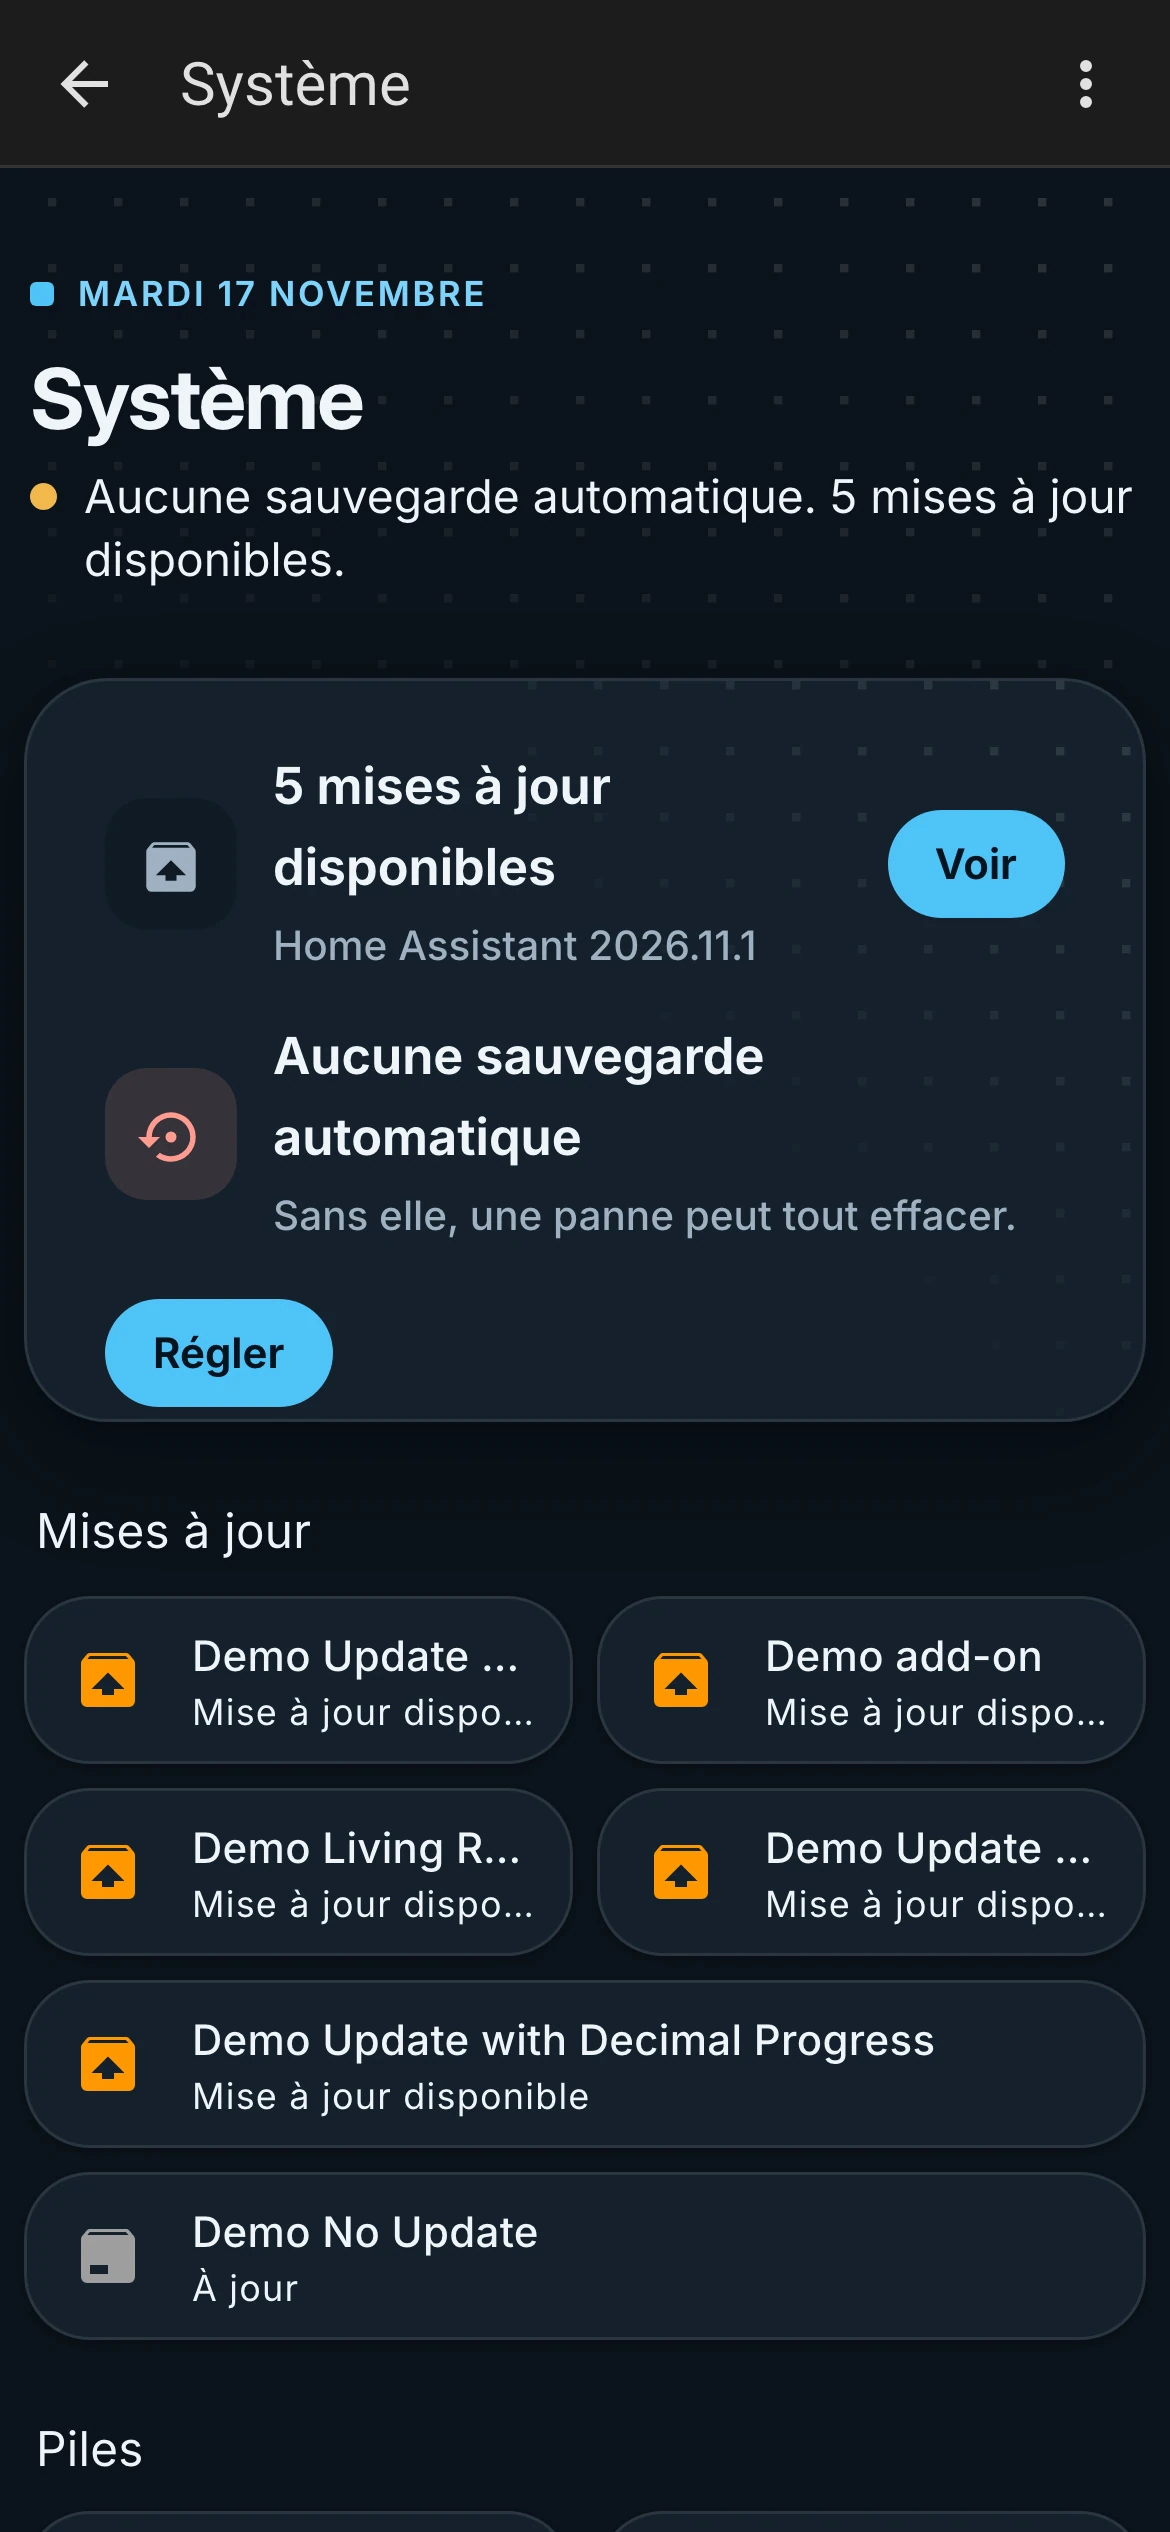 Système
MARDI 17 NOVEMBRE
Système
Aucune sauvegarde automatique. 5 mises à jour
disponibles.
5 mises à jour
disponibles
Home Assistant 2026.11.1
Voir
Aucune sauvegarde
automatique
Sans elle, une panne peut tout effacer.
Régler
Mises à jour
Demo Update ...
Mise à jour dispo...
Demo add-on
Mise à jour dispo...
Demo Living R...
Mise à jour dispo...
Demo Update ...
Mise à jour dispo...
Demo Update with Decimal Progress
Mise à jour disponible
Demo No Update
À jour
Piles